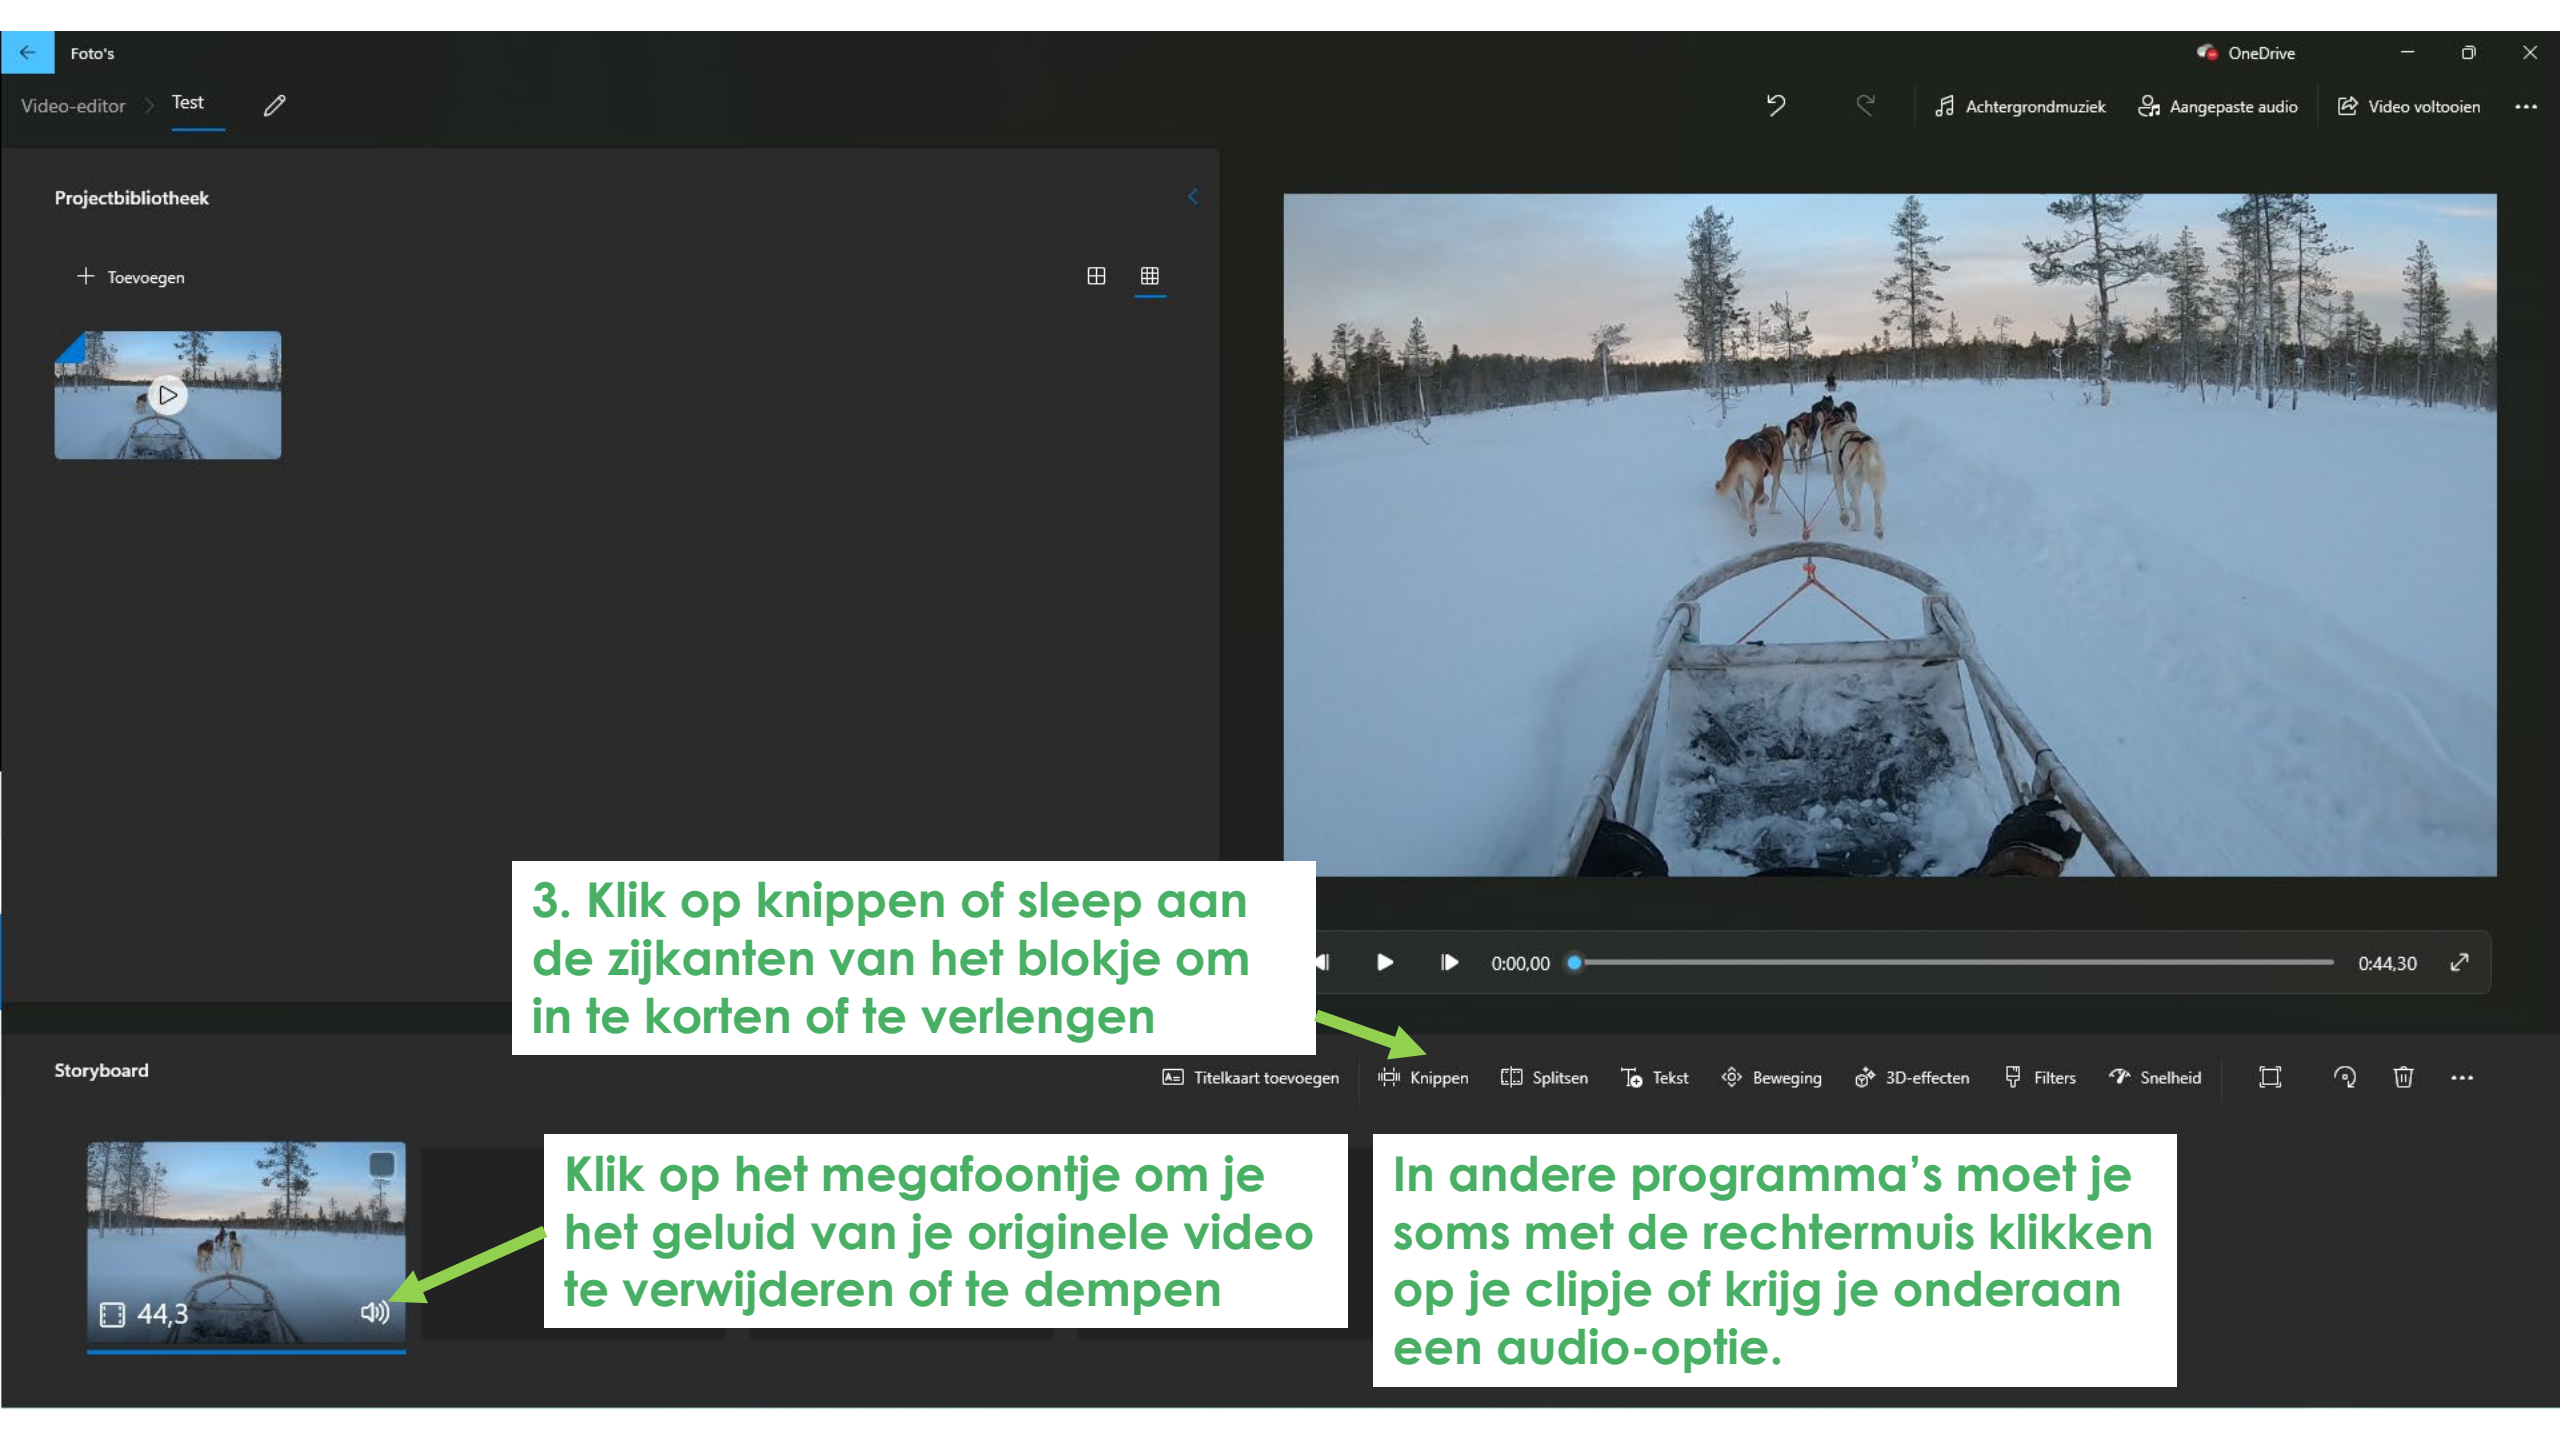 Foto's
OneDrive
Video-editor
Test
Achtergrondmuziek
Aangepaste audio
Video voltooien
Projectbibliotheek
Toevoegen
3. Klik op knippen of sleep aan
de zijkanten van het blokje om
in te korten of te verlengen
0:00,00
0:44,30
Storyboard
Titelkaart toevoegen
Knippen
Splitsen
Tekst
Beweging
3D-effecten
Filters
Snelheid
Klik op het megafoontje om je
het geluid van je originele video
te verwijderen of te dempen
In andere programma’s moet je
soms met de rechtermuis klikken
op je clipje of krijg je onderaan
een audio-optie.
44,3